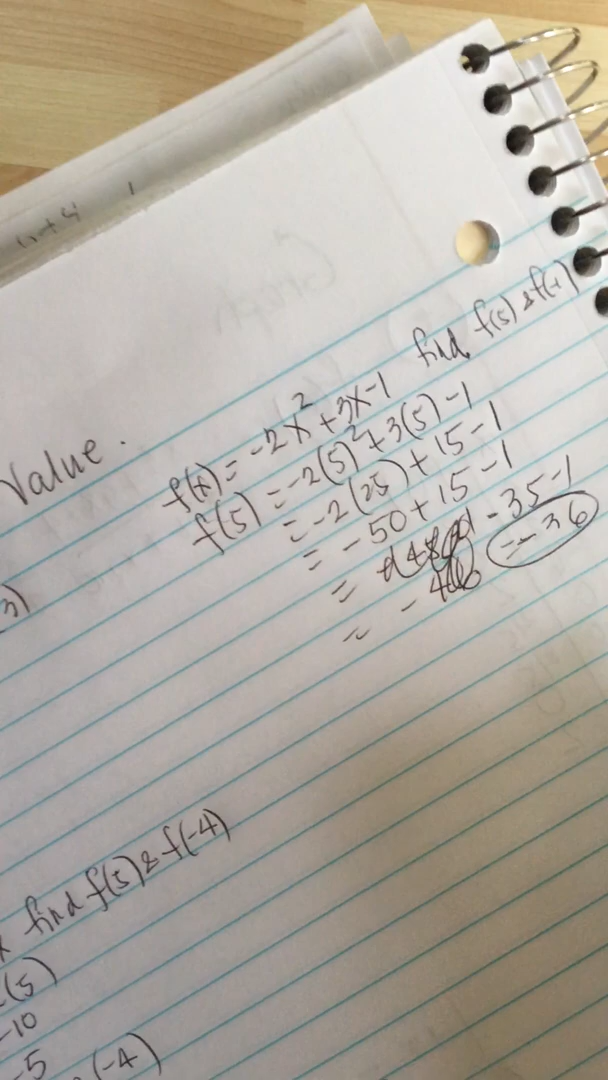 Value.
f(x) = -2x² + 3x - 1 find f(5) & f(-1)
f(5) = -2(5)² + 3(5) - 1
= -2(25) + 15 - 1
= -50 + 15 - 1
= -35 - 1
= -36
= -
3)
find f(5) & f(-4)
(5)
-10
-5
(-4)